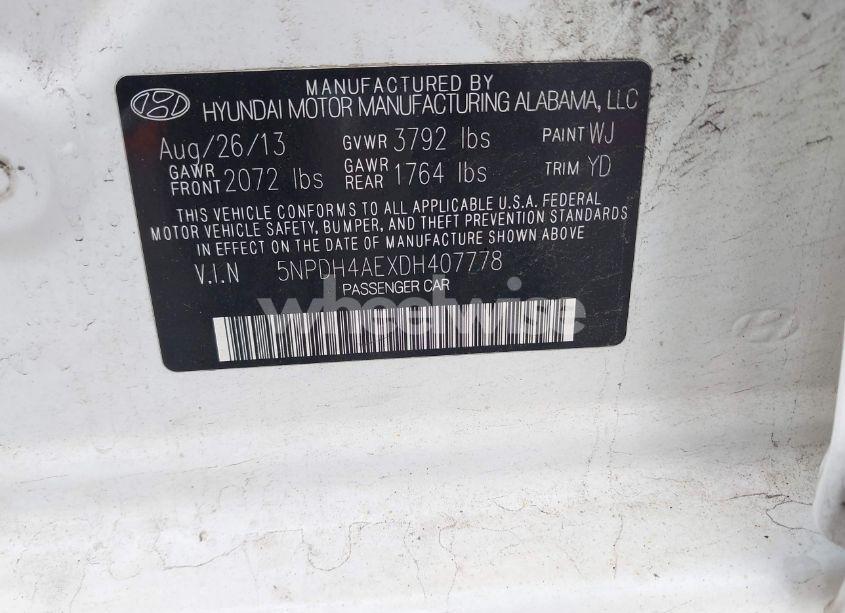 MANUFACTURED BY
HYUNDAI MOTOR MANUFACTURING ALABAMA, LLC
Aug/26/13 GVWR 3792 lbs PAINT WJ
GAWR FRONT 2072 lbs GAWR REAR 1764 lbs TRIM YD
THIS VEHICLE CONFORMS TO ALL APPLICABLE U.S.A. FEDERAL
MOTOR VEHICLE SAFETY, BUMPER, AND THEFT PREVENTION STANDARDS
IN EFFECT ON THE DATE OF MANUFACTURE SHOWN ABOVE
V.I.N 5NPDH4AEXDH407778
PASSENGER CAR
wheelwise